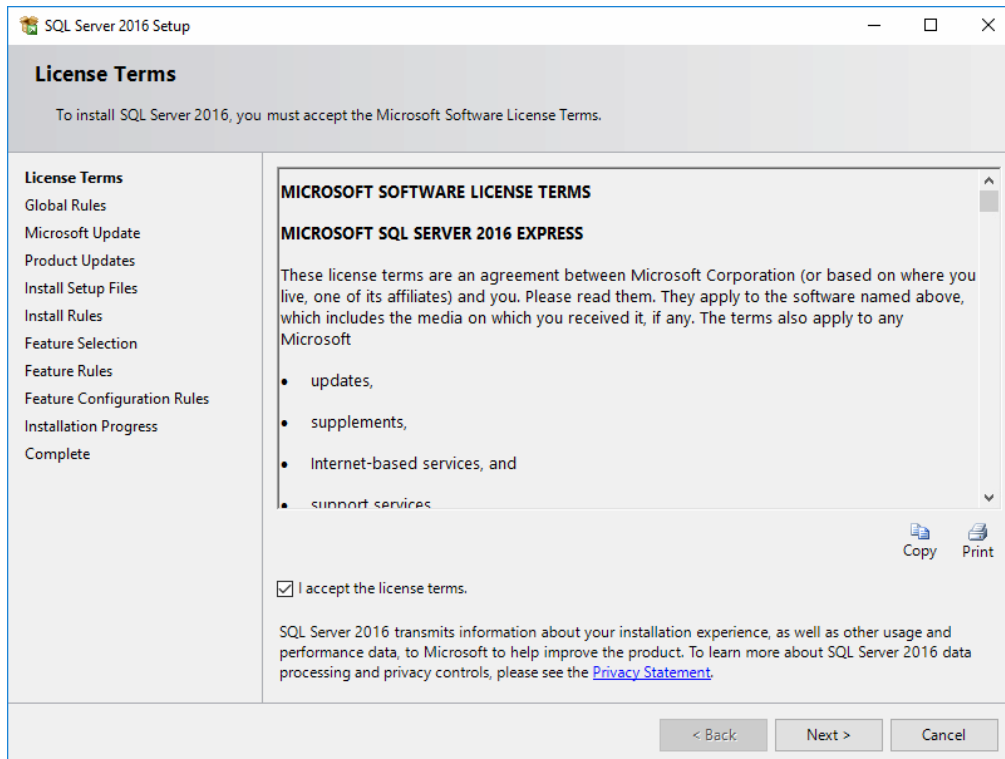 SQL Server 2016 Setup
License Terms
To install SQL Server 2016, you must accept the Microsoft Software License Terms.
License Terms
Global Rules
Microsoft Update
Product Updates
Install Setup Files
Install Rules
Feature Selection
Feature Rules
Feature Configuration Rules
Installation Progress
Complete
MICROSOFT SOFTWARE LICENSE TERMS
MICROSOFT SQL SERVER 2016 EXPRESS
These license terms are an agreement between Microsoft Corporation (or based on where you
live, one of its affiliates) and you. Please read them. They apply to the software named above,
which includes the media on which you received it, if any. The terms also apply to any
Microsoft
• updates,
• supplements,
• Internet-based services, and
• support services
Copy
Print
I accept the license terms.
SQL Server 2016 transmits information about your installation experience, as well as other usage and
performance data, to Microsoft to help improve the product. To learn more about SQL Server 2016 data
processing and privacy controls, please see the Privacy Statement.
< Back
Next >
Cancel